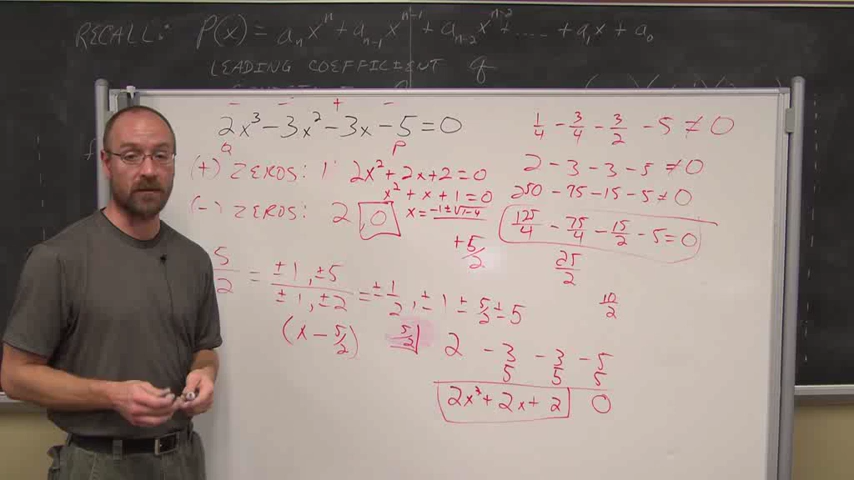 RECALL: P(x) = aₙxⁿ + aₙ₋₁xⁿ⁻¹ + aₙ₋₂xⁿ⁻² + .... + a₁x + a₀
LEADING COEFFICIENT q
− − + −
2x³ − 3x² − 3x − 5 = 0
q p
(+) ZEROS: 1
2x² + 2x + 2 = 0
x² + x + 1 = 0
(−) ZEROS: 2, 0
x = −1±√1−4
+5/2
5/2 = ±1, ±5 / ±1, ±2 = ±1/2, ±1 ±5/2 ±5
(x − 5/2)
5/2 2 −3 −3 −5
5 5 5
2x³ + 2x + 2 0
1/4 − 3/4 − 3/2 − 5 ≠ 0
2 − 3 − 3 − 5 ≠ 0
250 − 75 − 15 − 5 ≠ 0
125/4 − 75/4 − 15/2 − 5 = 0
25/2
10/2